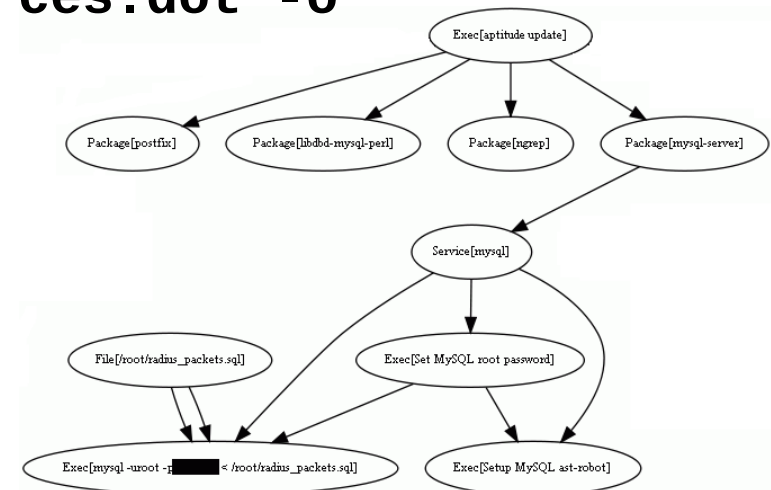 ces.dot -o
Exec[aptitude update]
Package[postfix]
Package[libdbd-mysql-perl]
Package[ngrep]
Package[mysql-server]
Service[mysql]
File[/root/radius_packets.sql]
Exec[Set MySQL root password]
Exec[mysql -uroot -p < /root/radius_packets.sql]
Exec[Setup MySQL ast-robot]